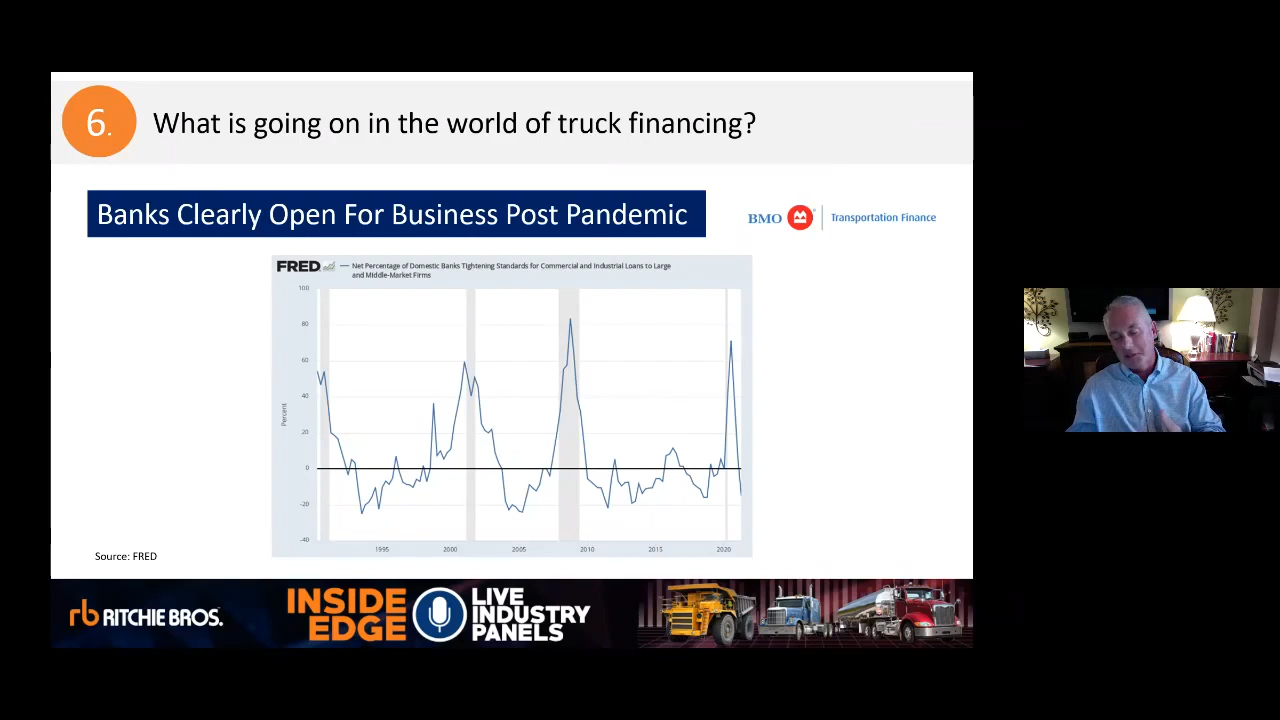 6.
What is going on in the world of truck financing?
Banks Clearly Open For Business Post Pandemic
BMO Transportation Finance
FRED
Net Percentage of Domestic Banks Tightening Standards for Commercial and Industrial Loans to Large
and Middle-Market Firms
100
80
60
40
20
0
-20
-40
Percent
1995 2000 2005 2010 2015 2020
Source: FRED
rb RITCHIE BROS.
INSIDE
EDGE
LIVE
INDUSTRY
PANELS